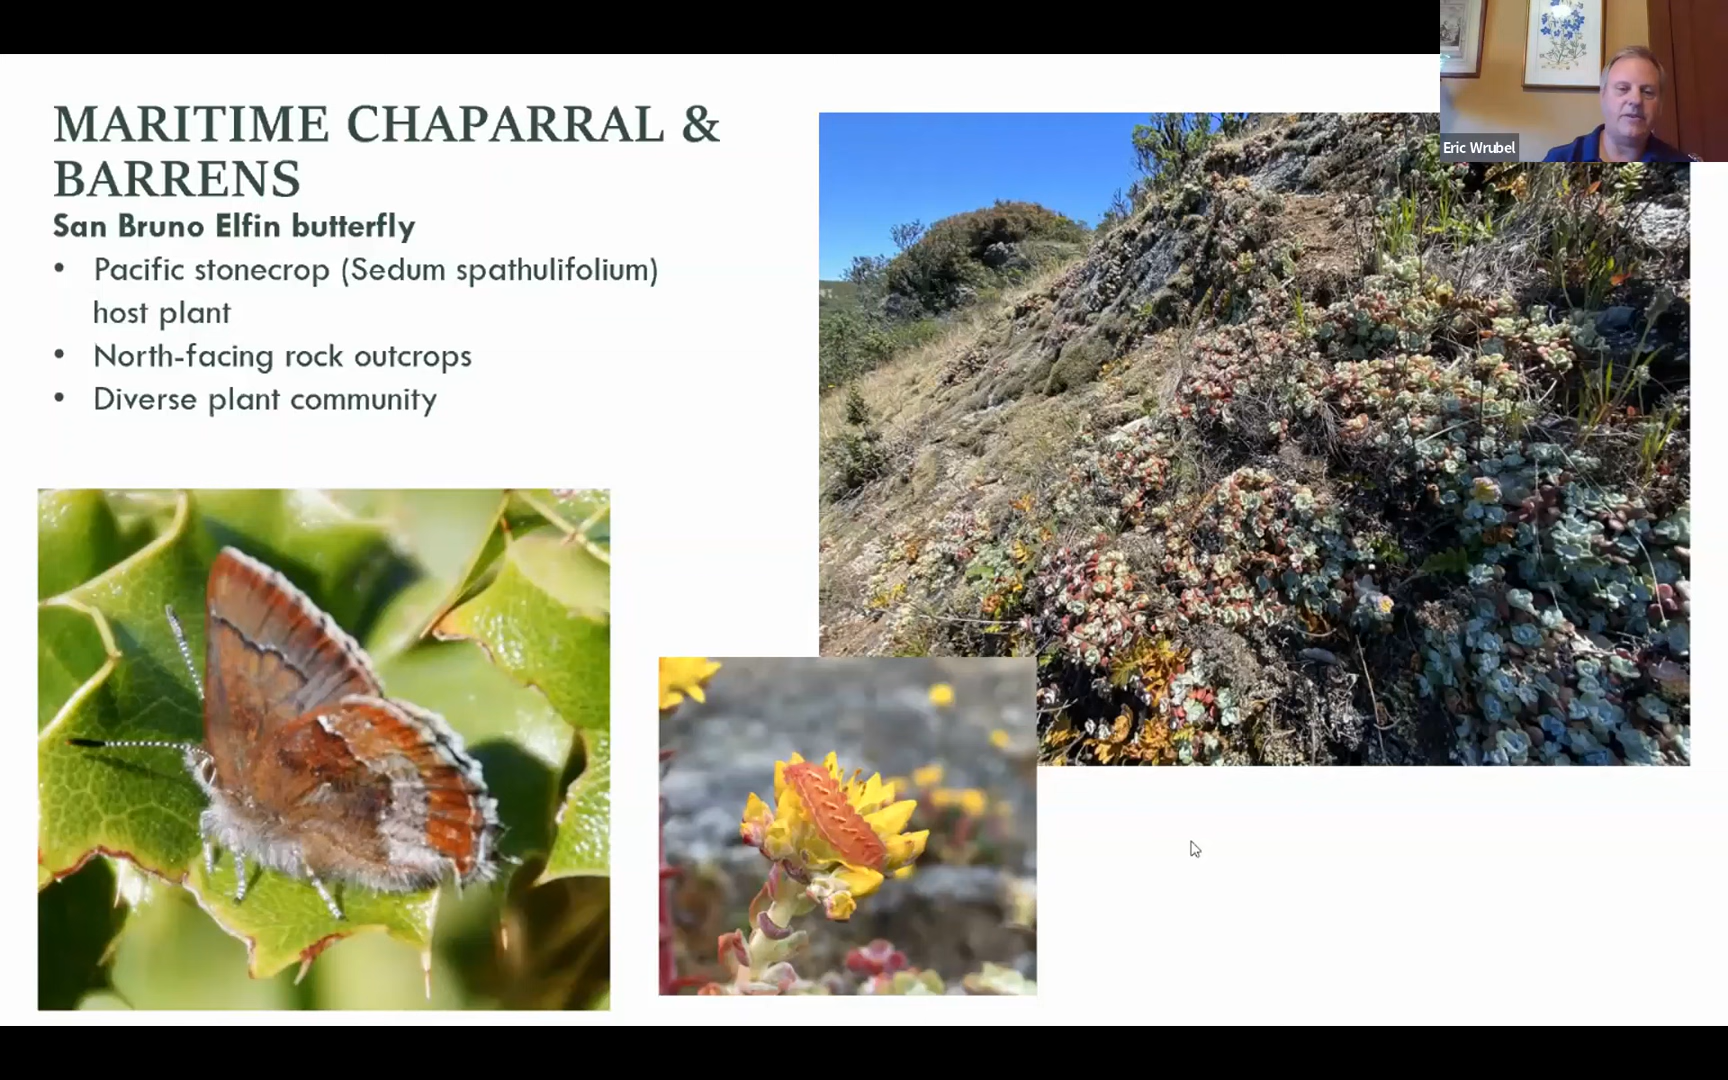 MARITIME CHAPARRAL &
BARRENS
San Bruno Elfin butterfly
• Pacific stonecrop (Sedum spathulifolium)
host plant
• North-facing rock outcrops
• Diverse plant community
Eric Wrubel